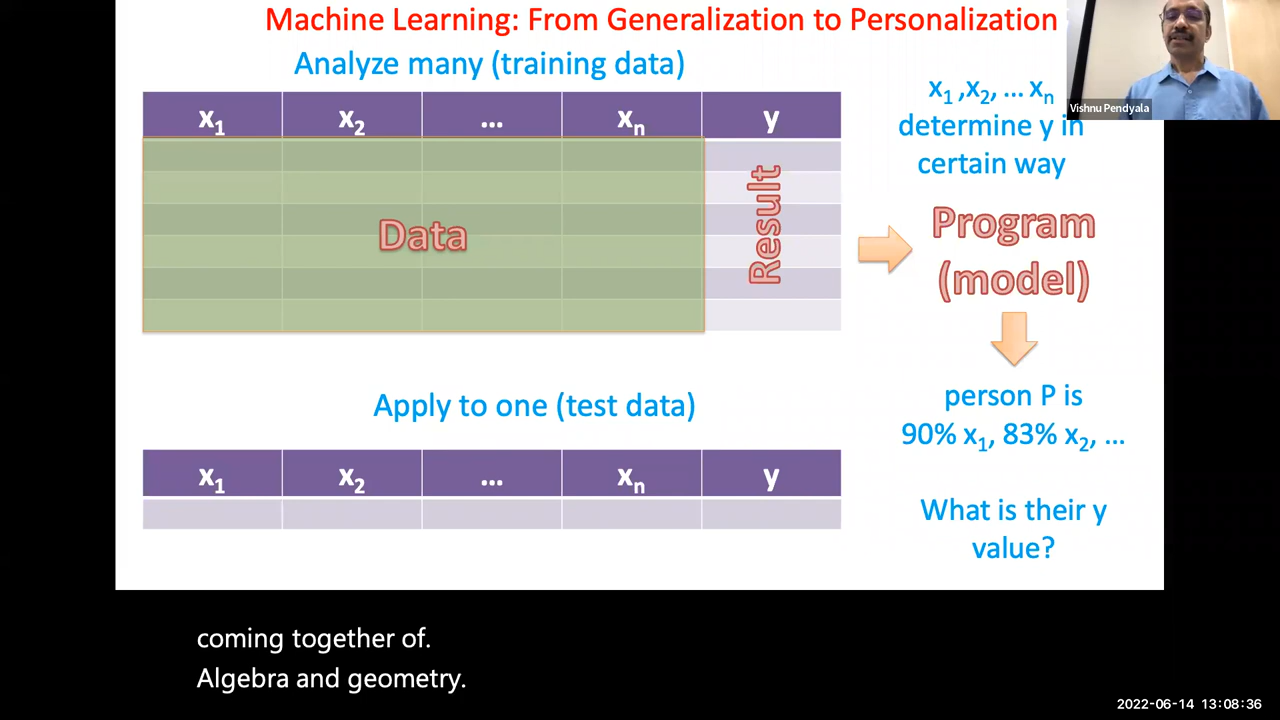 Machine Learning: From Generalization to Personalization
Analyze many (training data)
x1 x2 ... xn y
Data
Result
x1 ,x2, ... xn
determine y in
certain way
Program
(model)
Vishnu Pendyala
Apply to one (test data)
x1 x2 ... xn y
person P is
90% x1, 83% x2, ...
What is their y
value?
coming together of.
Algebra and geometry.
2022-06-14 13:08:36